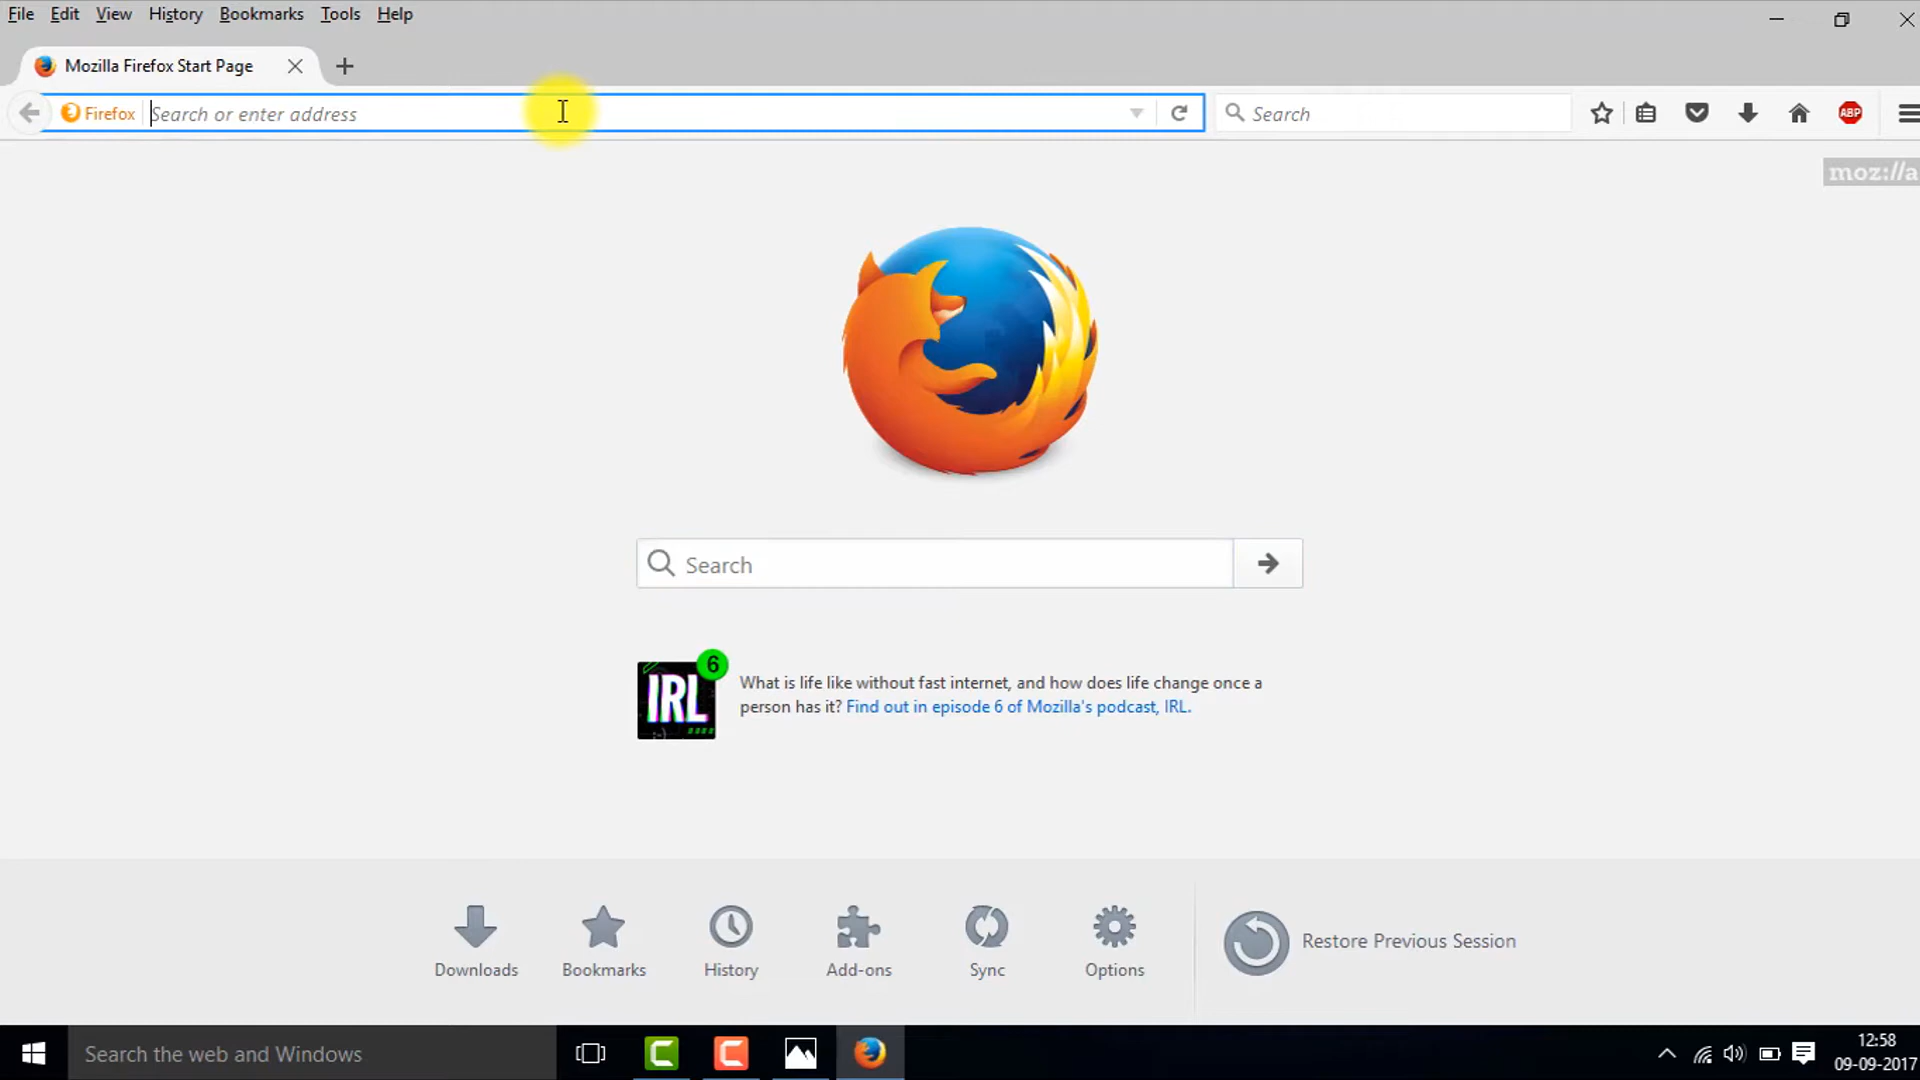 File Edit View History Bookmarks Tools Help
Mozilla Firefox Start Page
Firefox Search or enter address
Search
ABP
moz://a
Search
6
IRL
What is life like without fast internet, and how does life change once a
person has it? Find out in episode 6 of Mozilla's podcast, IRL.
Downloads Bookmarks History Add-ons Sync Options
Restore Previous Session
Search the web and Windows
12:58
09-09-2017